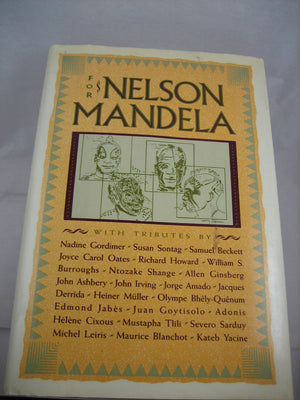 FOR
NELSON
MANDELA
WITH TRIBUTES BY:
Nadine Gordimer · Susan Sontag · Samuel Beckett
Joyce Carol Oates · Richard Howard · William S.
Burroughs · Ntozake Shange · Allen Ginsberg
John Ashbery · John Irving · Jorge Amado · Jacques
Derrida · Heiner Müller · Olympe Bhêly-Quénum
Edmond Jabès · Juan Goytisolo · Adonis
Hélène Cixous · Mustapha Tlili · Severo Sarduy
Michel Leiris · Maurice Blanchot · Kateb Yacine